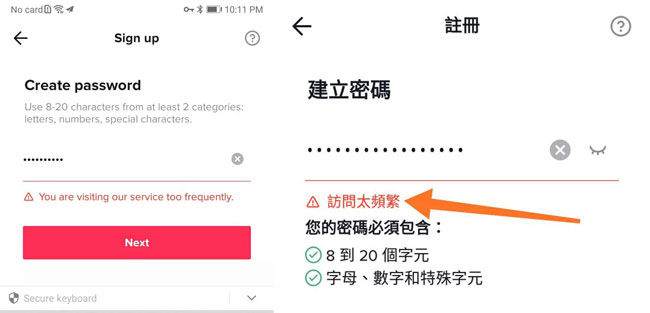 No card 10:11 PM
Sign up
Create password
Use 8-20 characters from at least 2 categories:
letters, numbers, special characters.
••••••••••
You are visiting our service too frequently.
Next
Secure keyboard
註冊
建立密碼
•••••••••••••••••
訪問太頻繁
您的密碼必須包含：
8 到 20 個字元
字母、數字和特殊字元